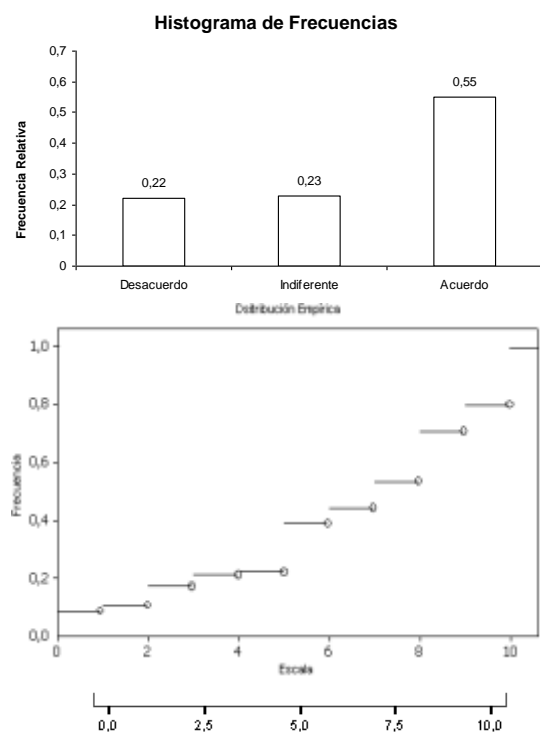 Histograma de Frecuencias
Frecuencia Relativa
0,7
0,6
0,5
0,4
0,3
0,2
0,1
0
0,22
0,23
0,55
Desacuerdo Indiferente Acuerdo
Dsitribución Empírica
Frecuencia
1,0
0,8
0,6
0,4
0,2
0,0
0 2 4 6 8 10
Escala
0,0 2,5 5,0 7,5 10,0